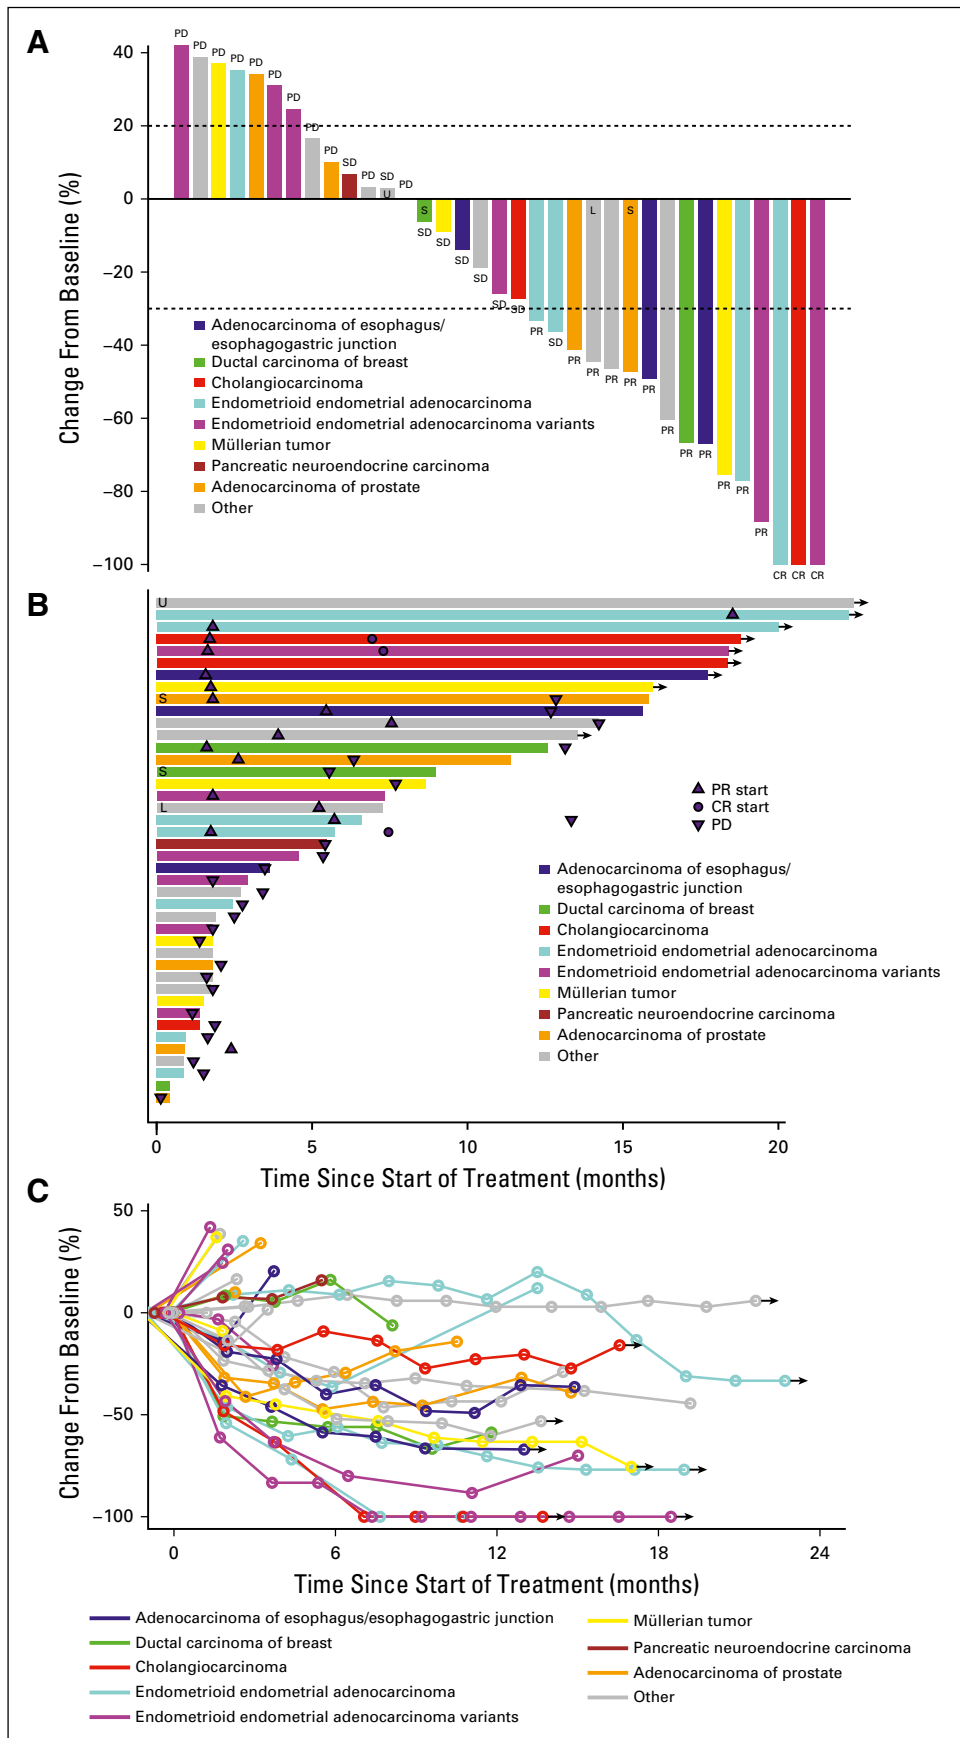 A
40
20
0
−20
−40
−60
−80
−100
Change From Baseline (%)
PD
PD
PD
PD
PD
PD
PD
PD
PD
SD
PD
SD
U
PD
S
SD
SD
SD
SD
SD
SD
PR
SD
PR
L
PR
PR
S
PR
PR
PR
PR
PR
PR
PR
PR
CR
CR
CR
Adenocarcinoma of esophagus/
esophagogastric junction
Ductal carcinoma of breast
Cholangiocarcinoma
Endometrioid endometrial adenocarcinoma
Endometrioid endometrial adenocarcinoma variants
Müllerian tumor
Pancreatic neuroendocrine carcinoma
Adenocarcinoma of prostate
Other
B
U
S
S
L
PR start
CR start
PD
Adenocarcinoma of esophagus/
esophagogastric junction
Ductal carcinoma of breast
Cholangiocarcinoma
Endometrioid endometrial adenocarcinoma
Endometrioid endometrial adenocarcinoma variants
Müllerian tumor
Pancreatic neuroendocrine carcinoma
Adenocarcinoma of prostate
Other
0 5 10 15 20
Time Since Start of Treatment (months)
C
50
0
−50
−100
Change From Baseline (%)
0 6 12 18 24
Time Since Start of Treatment (months)
Adenocarcinoma of esophagus/esophagogastric junction
Ductal carcinoma of breast
Cholangiocarcinoma
Endometrioid endometrial adenocarcinoma
Endometrioid endometrial adenocarcinoma variants
Müllerian tumor
Pancreatic neuroendocrine carcinoma
Adenocarcinoma of prostate
Other